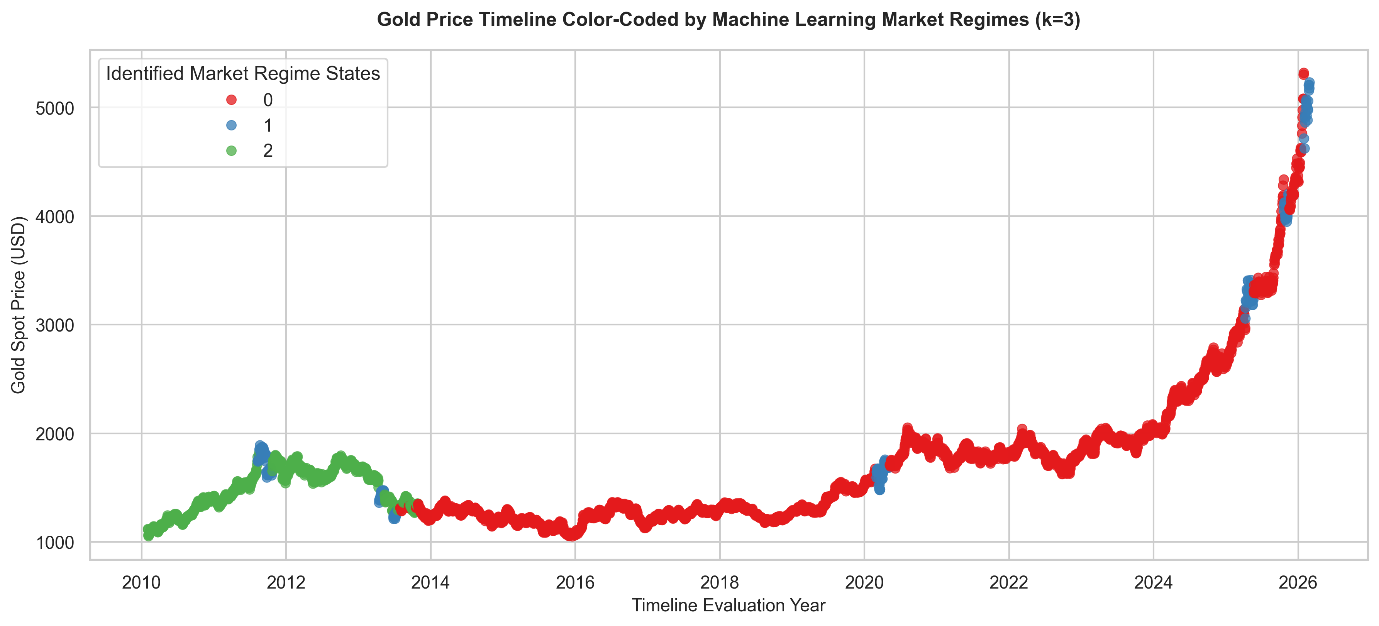 Gold Price Timeline Color-Coded by Machine Learning Market Regimes (k=3)
Identified Market Regime States
0
1
2
Gold Spot Price (USD)
5000
4000
3000
2000
1000
2010 2012 2014 2016 2018 2020 2022 2024 2026
Timeline Evaluation Year